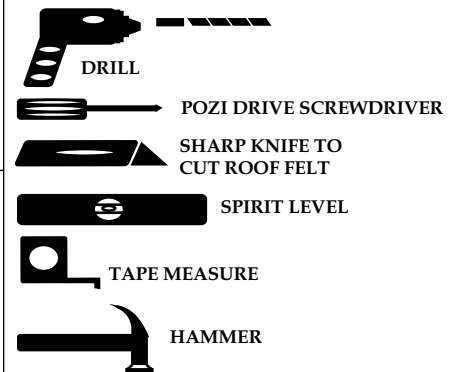 DRILL
POZI DRIVE SCREWDRIVER
SHARP KNIFE TO
CUT ROOF FELT
SPIRIT LEVEL
TAPE MEASURE
HAMMER